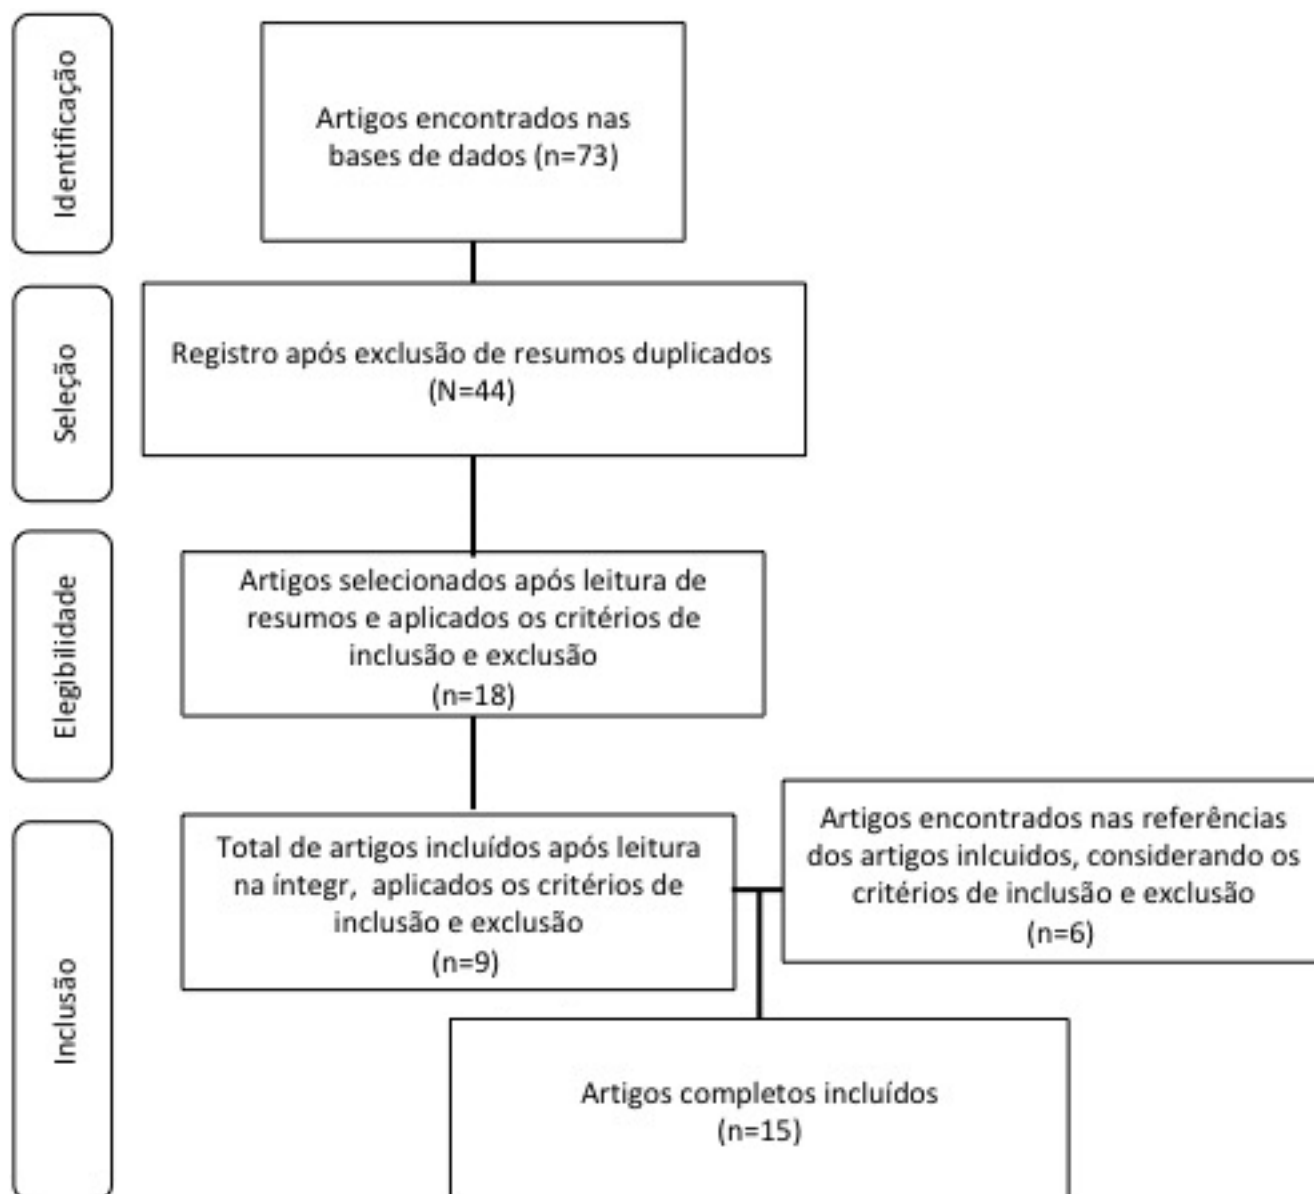 Identificação
Artigos encontrados nas
bases de dados (n=73)
Seleção
Registro após exclusão de resumos duplicados
(N=44)
Elegibilidade
Artigos selecionados após leitura de
resumos e aplicados os critérios de
inclusão e exclusão
(n=18)
Inclusão
Total de artigos incluídos após leitura
na íntegr, aplicados os critérios de
inclusão e exclusão
(n=9)
Artigos encontrados nas referências
dos artigos inlcuidos, considerando os
critérios de inclusão e exclusão
(n=6)
Artigos completos incluídos
(n=15)